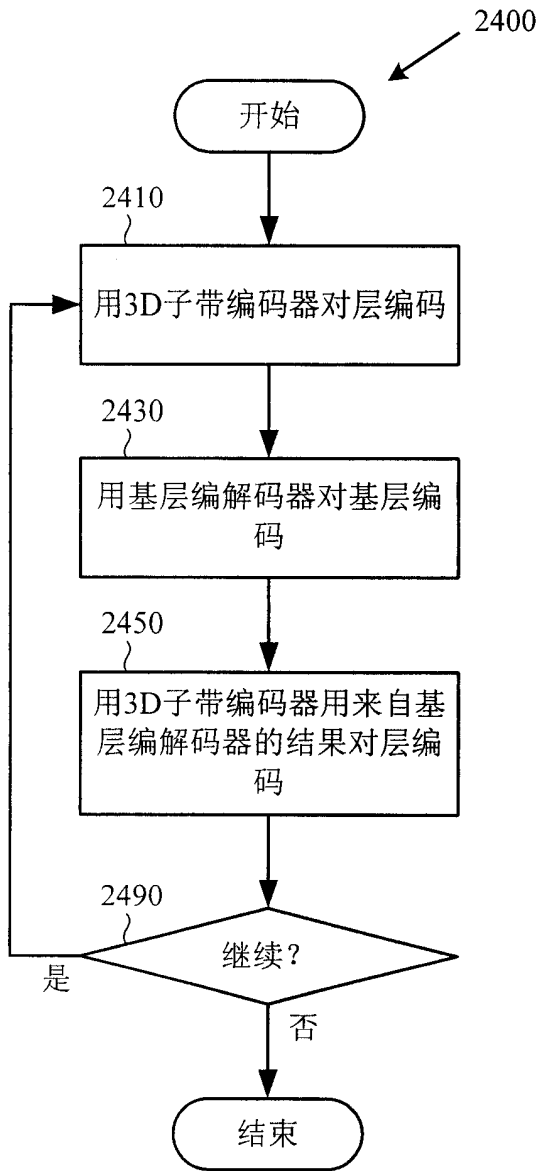 2400
开始
2410
用3D子带编码器对层编码
2430
用基层编解码器对基层编
码
2450
用3D子带编码器用来自基
层编解码器的结果对层编
码
2490
继续?
是
否
结束